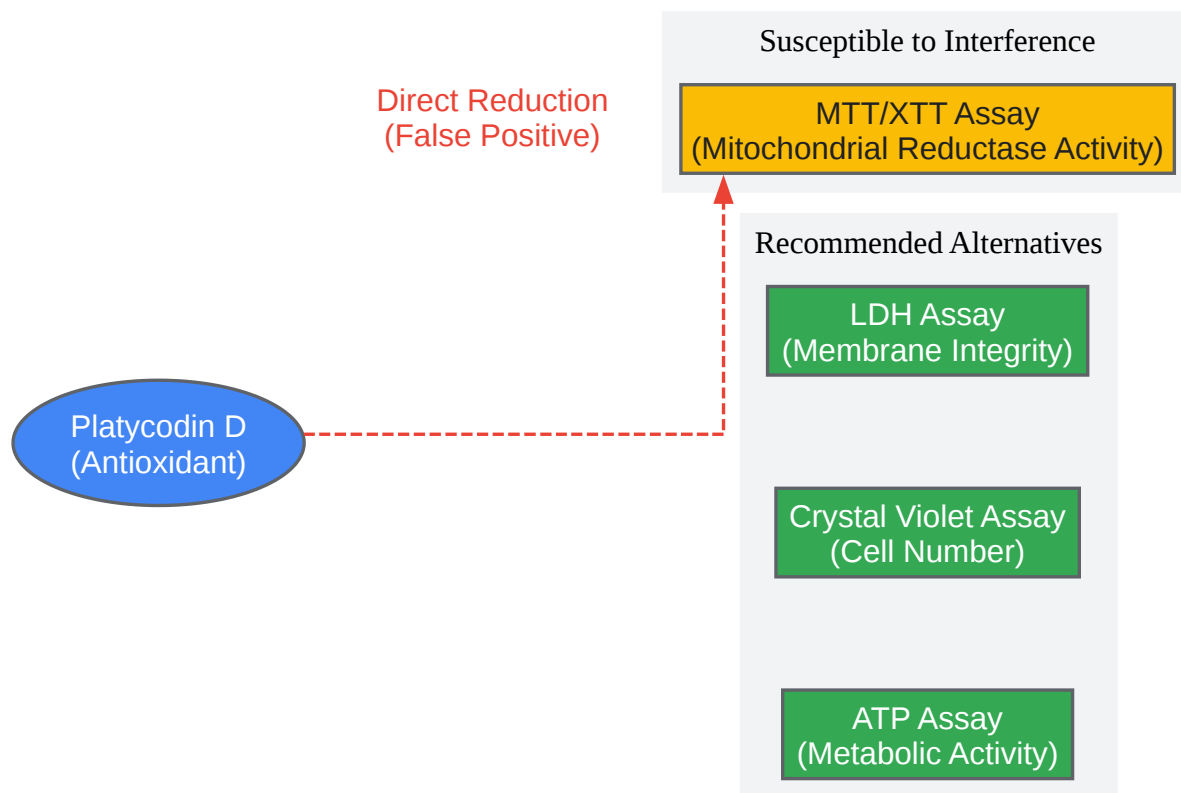 Susceptible to Interference
Direct Reduction
(False Positive)
MTT/XTT Assay
(Mitochondrial Reductase Activity)
Recommended Alternatives
LDH Assay
(Membrane Integrity)
Platycodin D
(Antioxidant)
Crystal Violet Assay
(Cell Number)
ATP Assay
(Metabolic Activity)